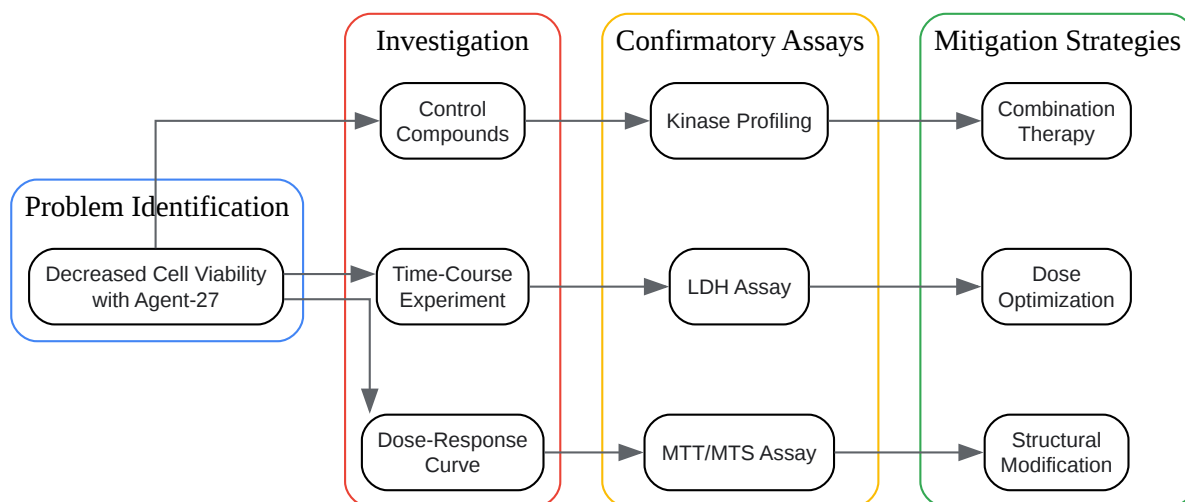 Investigation
Confirmatory Assays
Mitigation Strategies
Control
Compounds
Kinase Profiling
Combination
Therapy
Problem Identification
Decreased Cell Viability
with Agent-27
Time-Course
Experiment
LDH Assay
Dose
Optimization
Dose-Response
Curve
MTT/MTS Assay
Structural
Modification